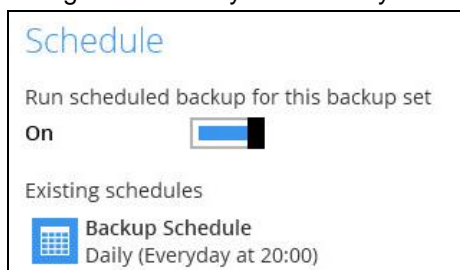 Schedule
Run scheduled backup for this backup set
On
Existing schedules
Backup Schedule
Daily (Everyday at 20:00)